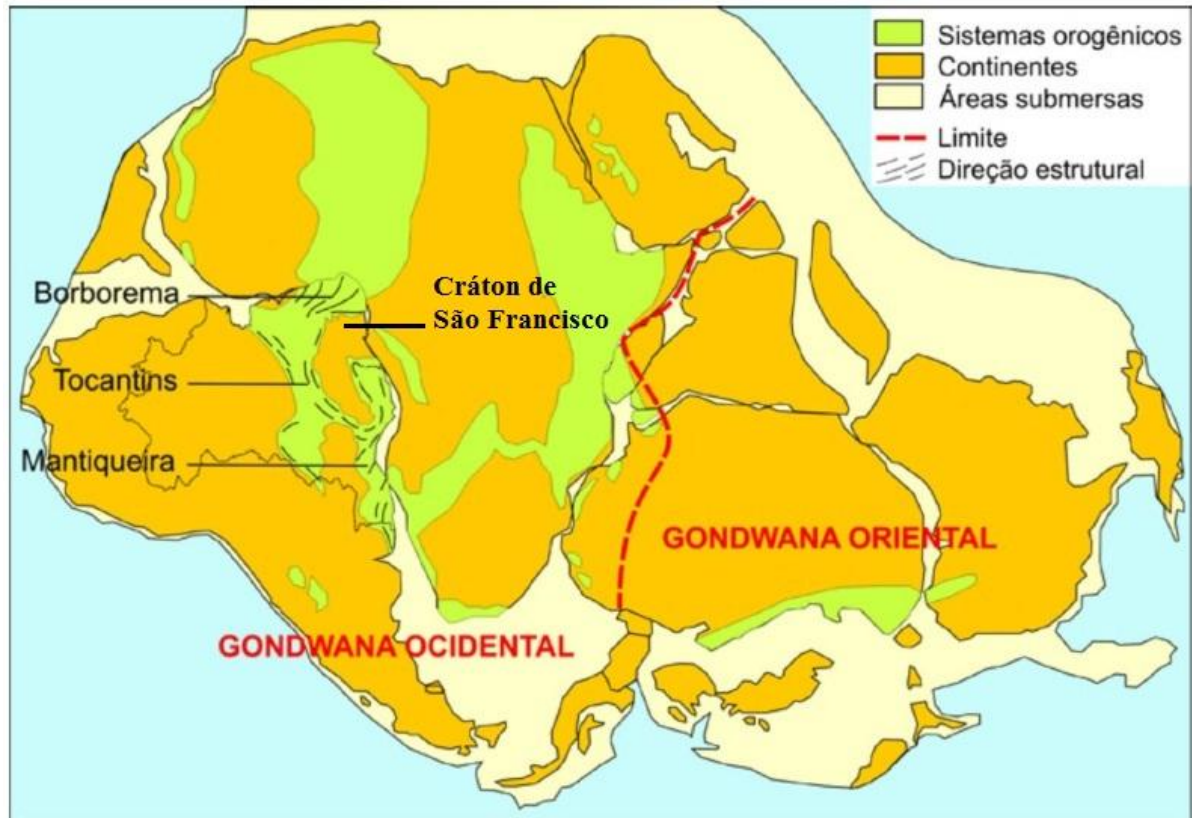 Sistemas orogênicos
Continentes
Áreas submersas
Limite
Direção estrutural
Borborema
Cráton de
São Francisco
Tocantins
Mantiqueira
GONDWANA ORIENTAL
GONDWANA OCIDENTAL